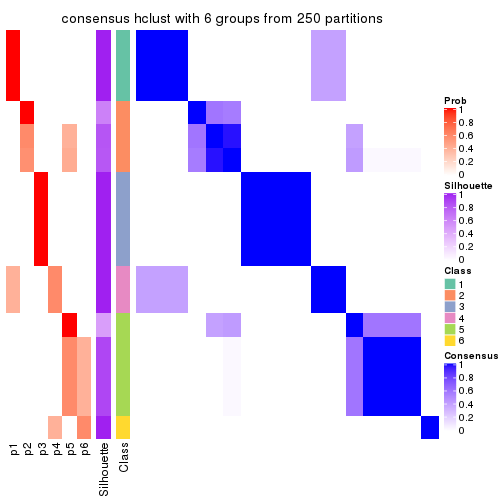 consensus hclust with 6 groups from 250 partitions
Prob
1
0.8
0.6
0.4
0.2
0
Silhouette
1
0.8
0.6
0.4
0.2
0
Class
1
2
3
4
5
6
Consensus
1
0.8
0.6
0.4
0.2
0
p1
p2
p3
p4
p5
p6
Silhouette
Class